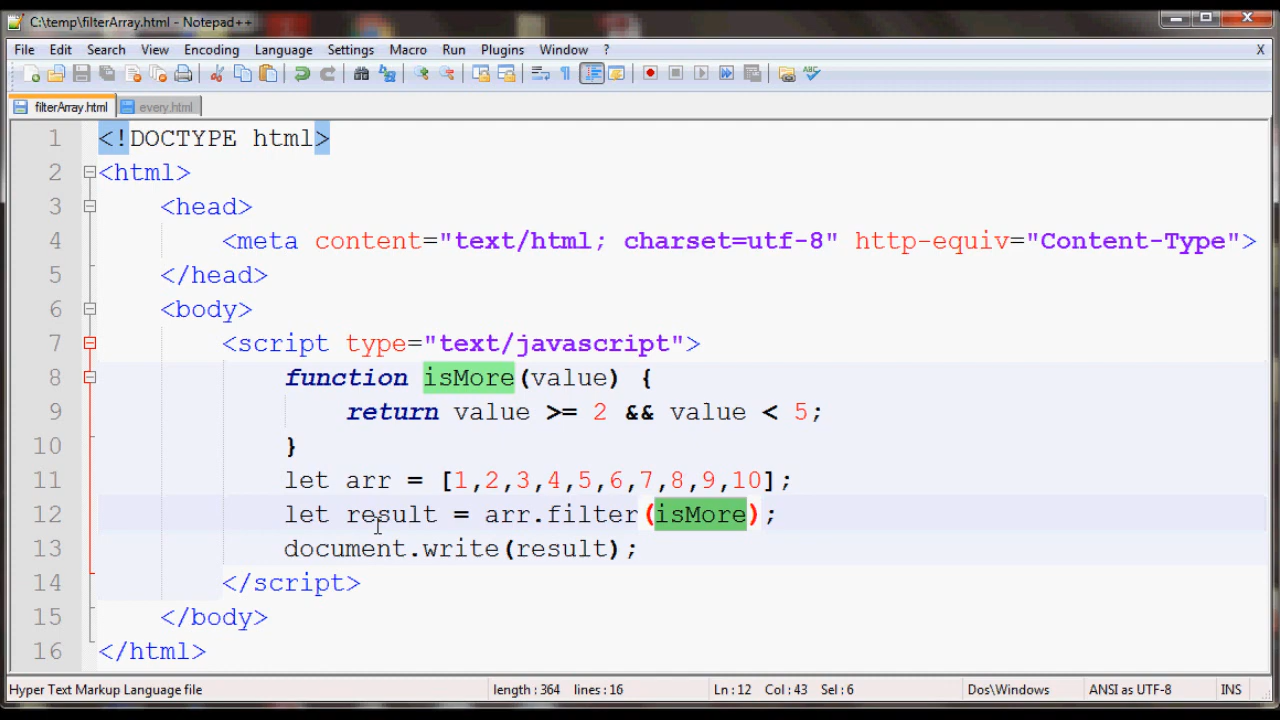 C:\temp\filterArray.html - Notepad++
File Edit Search View Encoding Language Settings Macro Run Plugins Window ? X
filterArray.html every.html
1 <!DOCTYPE html>
2 <html>
3 <head>
4 <meta content="text/html; charset=utf-8" http-equiv="Content-Type">
5 </head>
6 <body>
7 <script type="text/javascript">
8 function isMore(value) {
9 return value >= 2 && value < 5;
10 }
11 let arr = [1,2,3,4,5,6,7,8,9,10];
12 let result = arr.filter(isMore);
13 document.write(result);
14 </script>
15 </body>
16 </html>
Hyper Text Markup Language file length : 364 lines : 16 Ln : 12 Col : 43 Sel : 6 Dos\Windows ANSI as UTF-8 INS